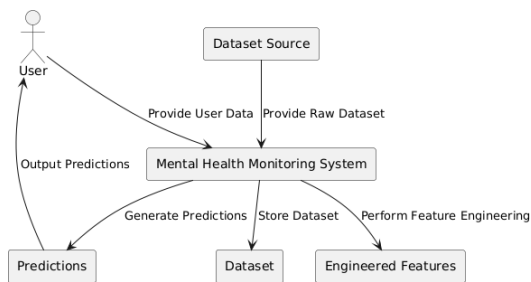 Dataset Source
User
Provide User Data
Provide Raw Dataset
Mental Health Monitoring System
Output Predictions
Generate Predictions
Store Dataset
Perform Feature Engineering
Predictions
Dataset
Engineered Features